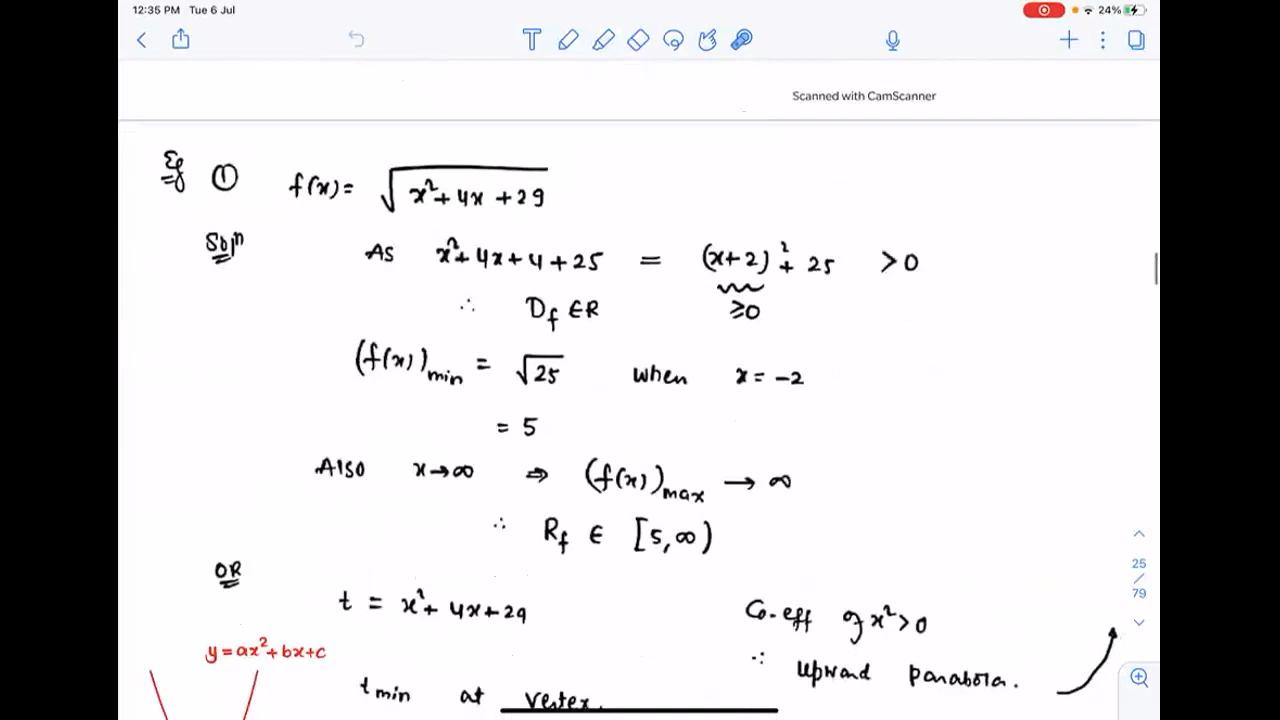 12:35 PM Tue 6 Jul 24%
Scanned with CamScanner
Eg ① f(x) = √(x²+4x+29)
Solⁿ As x²+4x+4+25 = (x+2)²+25 >0
≥0
∴ Df ∈R
(f(x))min = √25 when x = -2
= 5
Also x→∞ ⇒ (f(x))max → ∞
∴ Rf ∈ [5,∞)
OR
t = x²+4x+29
Co-eff of x²>0
y=ax²+bx+c
∴ upward parabola.
tmin at vertex.
25
/
79